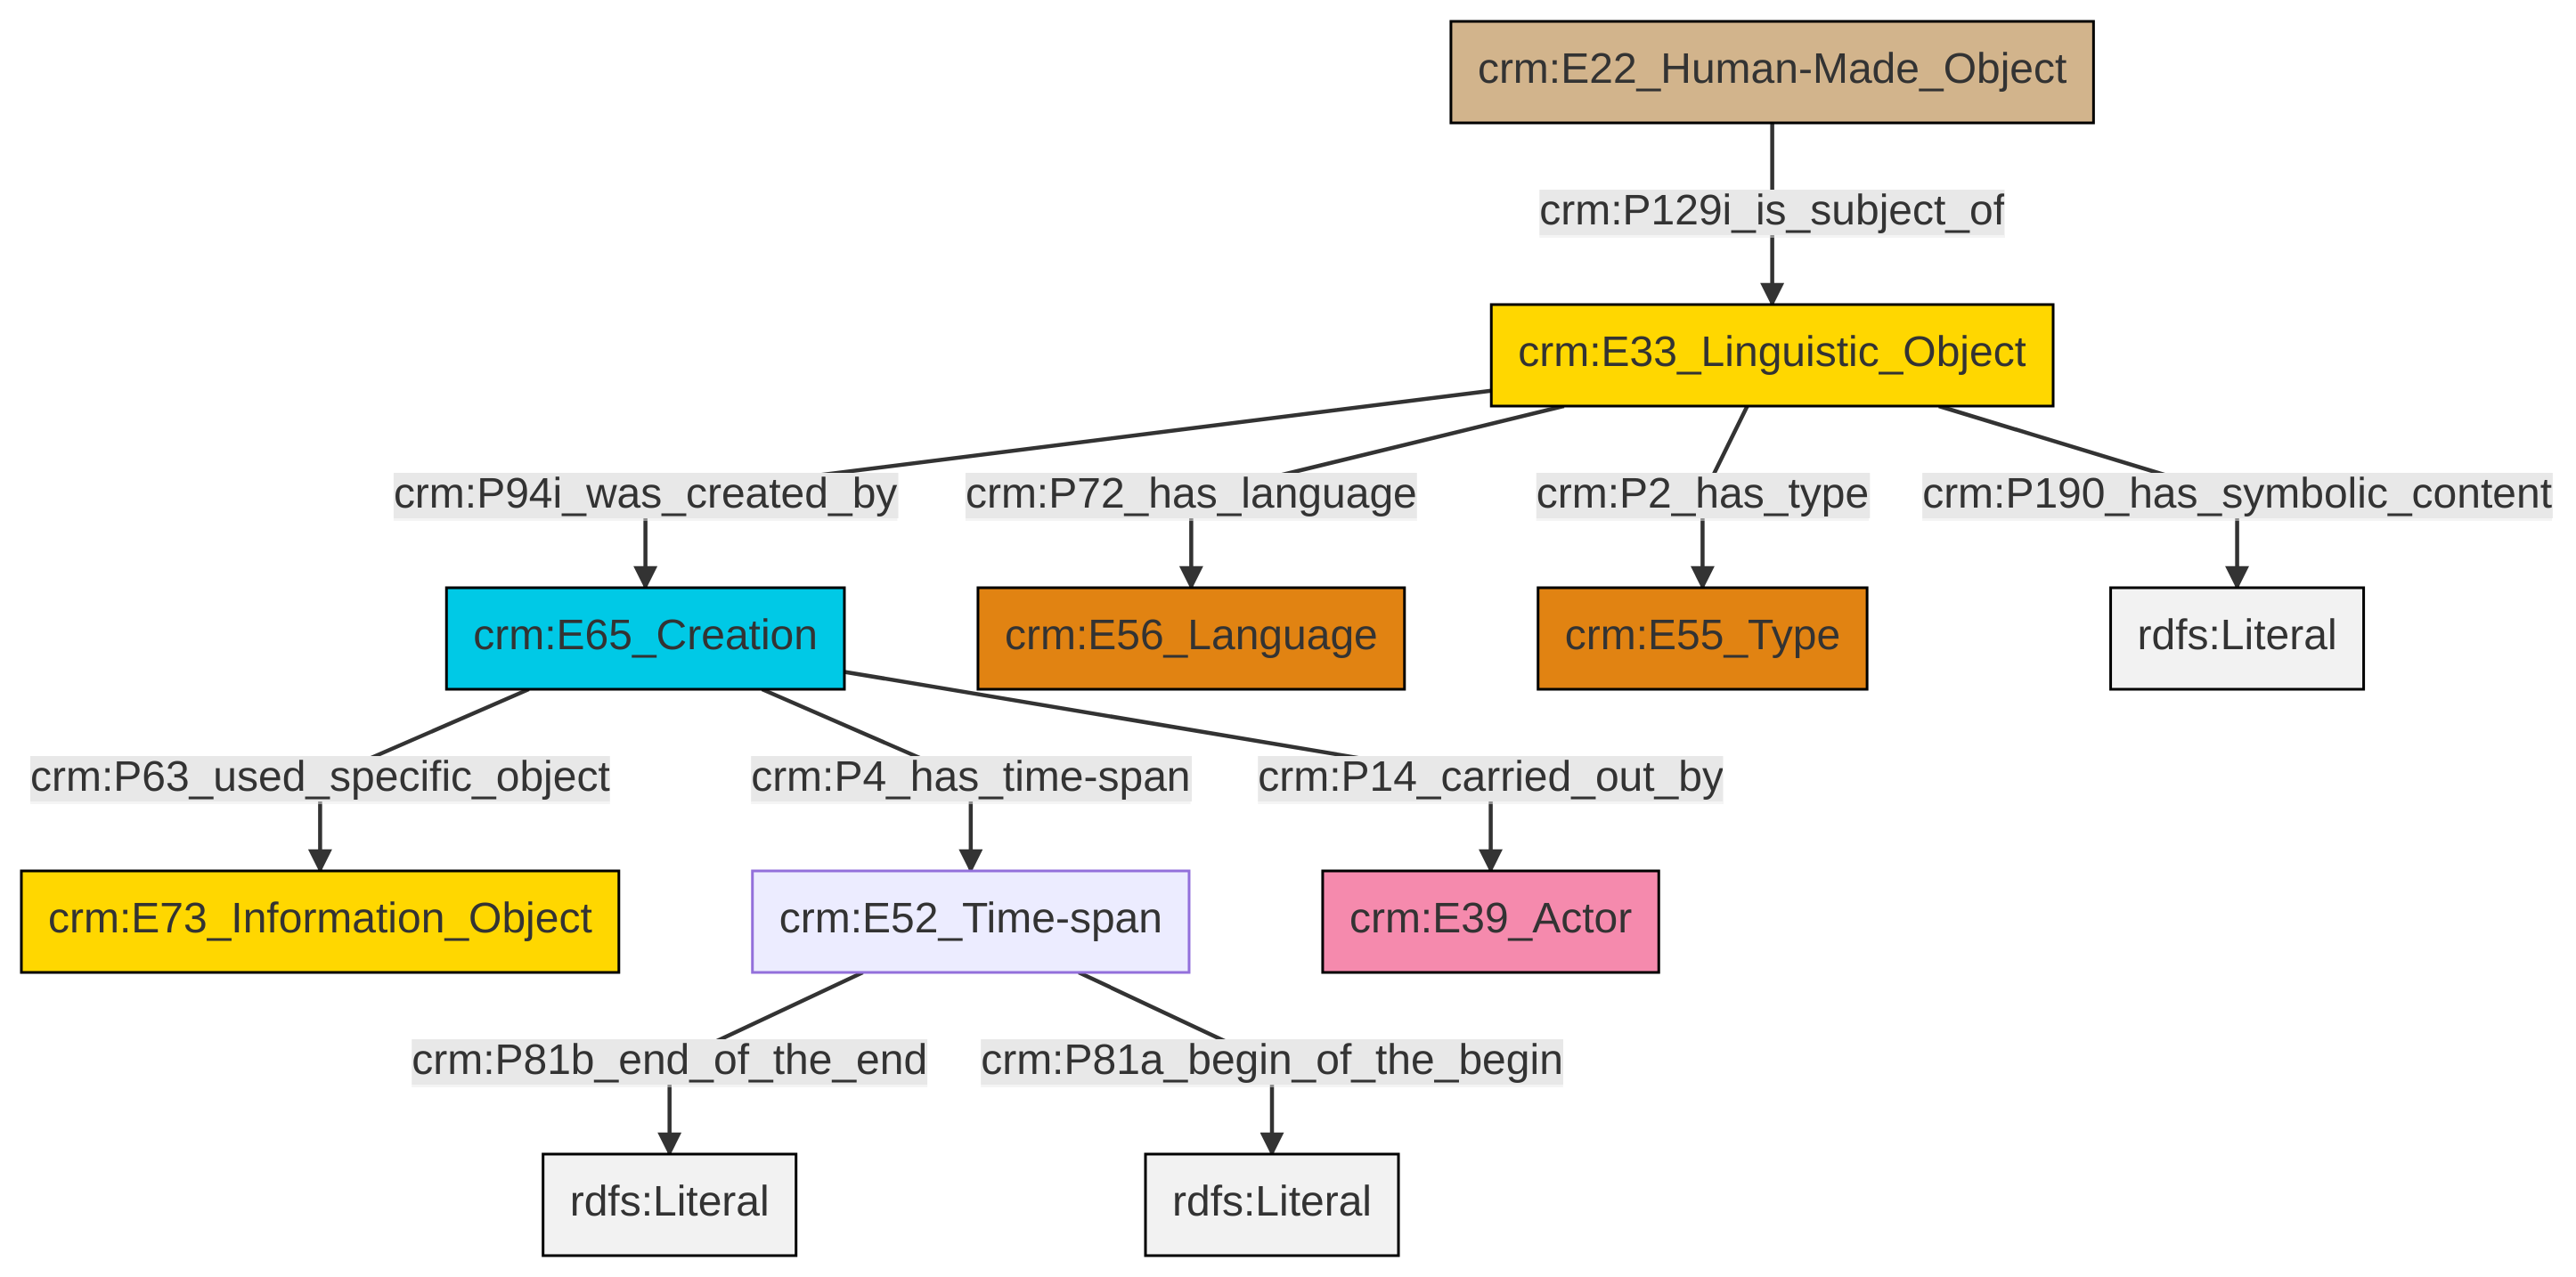 crm:E22_Human-Made_Object
crm:P129i_is_subject_of
crm:E33_Linguistic_Object
crm:P94i_was_created_by
crm:P72_has_language
crm:P2_has_type
crm:P190_has_symbolic_content
crm:E65_Creation
crm:E56_Language
crm:E55_Type
rdfs:Literal
crm:P63_used_specific_object
crm:P4_has_time-span
crm:P14_carried_out_by
crm:E73_Information_Object
crm:E52_Time-span
crm:E39_Actor
crm:P81b_end_of_the_end
crm:P81a_begin_of_the_begin
rdfs:Literal
rdfs:Literal